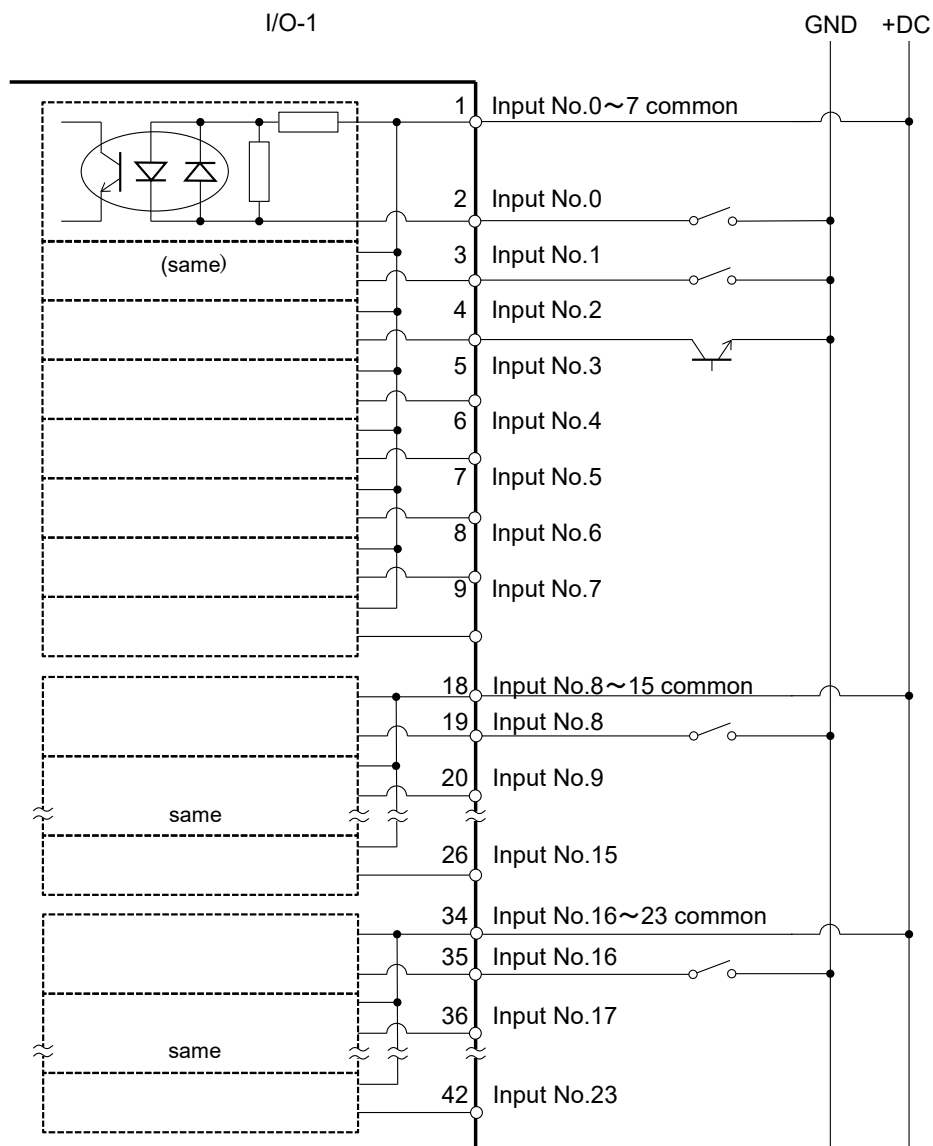 I/O-1
GND +DC
1 Input No.0～7 common
2 Input No.0
3 Input No.1
(same)
4 Input No.2
5 Input No.3
6 Input No.4
7 Input No.5
8 Input No.6
9 Input No.7
18 Input No.8～15 common
19 Input No.8
20 Input No.9
same
26 Input No.15
34 Input No.16～23 common
35 Input No.16
36 Input No.17
same
42 Input No.23